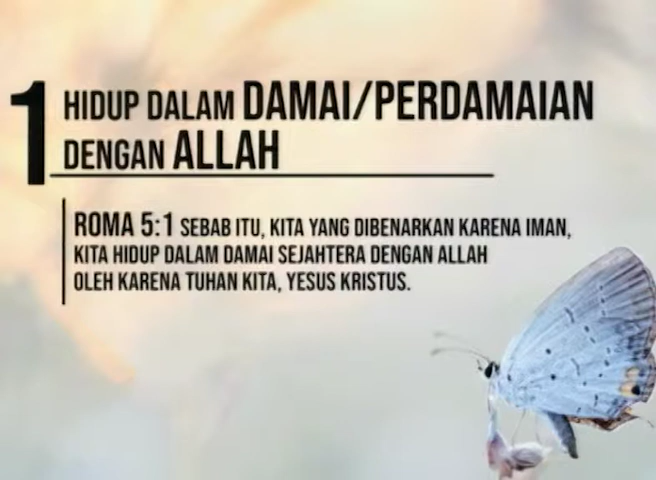 1 HIDUP DALAM DAMAI/PERDAMAIAN
DENGAN ALLAH
ROMA 5:1 SEBAB ITU, KITA YANG DIBENARKAN KARENA IMAN,
KITA HIDUP DALAM DAMAI SEJAHTERA DENGAN ALLAH
OLEH KARENA TUHAN KITA, YESUS KRISTUS.